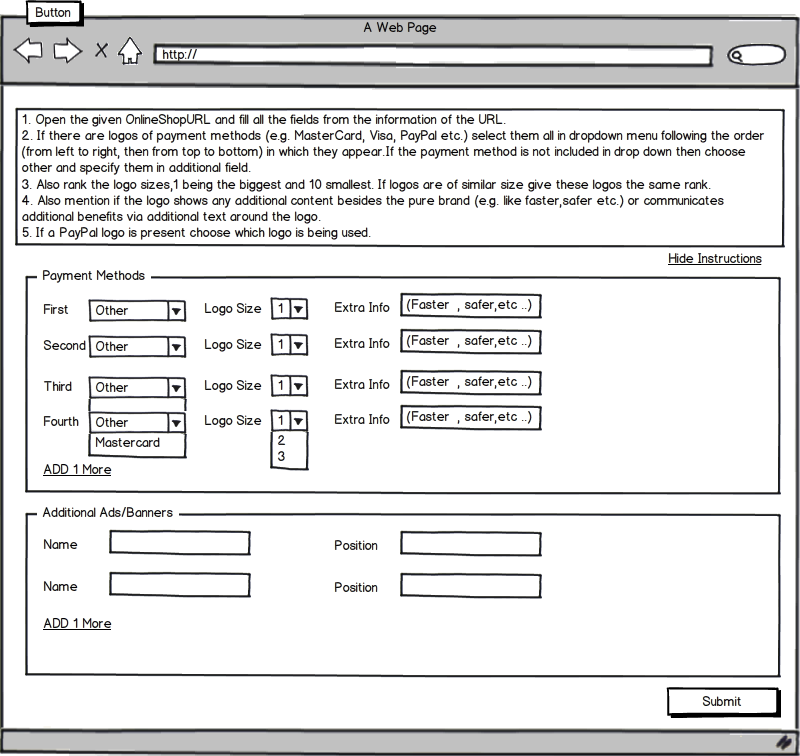 Button
A Web Page
http://
1. Open the given OnlineShopURL and fill all the fields from the information of the URL.
2. If there are logos of payment methods (e.g. MasterCard, Visa, PayPal etc.) select them all in dropdown menu following the order
(from left to right, then from top to bottom) in which they appear.If the payment method is not included in drop down then choose
other and specify them in additional field.
3. Also rank the logo sizes,1 being the biggest and 10 smallest. If logos are of similar size give these logos the same rank.
4. Also mention if the logo shows any additional content besides the pure brand (e.g. like faster,safer etc.) or communicates
additional benefits via additional text around the logo.
5. If a PayPal logo is present choose which logo is being used.
Hide Instructions
Payment Methods
First Other Logo Size 1 Extra Info (Faster , safer,etc ..)
Second Other Logo Size 1 Extra Info (Faster , safer,etc ..)
Third Other Logo Size 1 Extra Info (Faster , safer,etc ..)
Fourth Other Logo Size 1 Extra Info (Faster , safer,etc ..)
Mastercard 2
3
ADD 1 More
Additional Ads/Banners
Name Position
Name Position
ADD 1 More
Submit